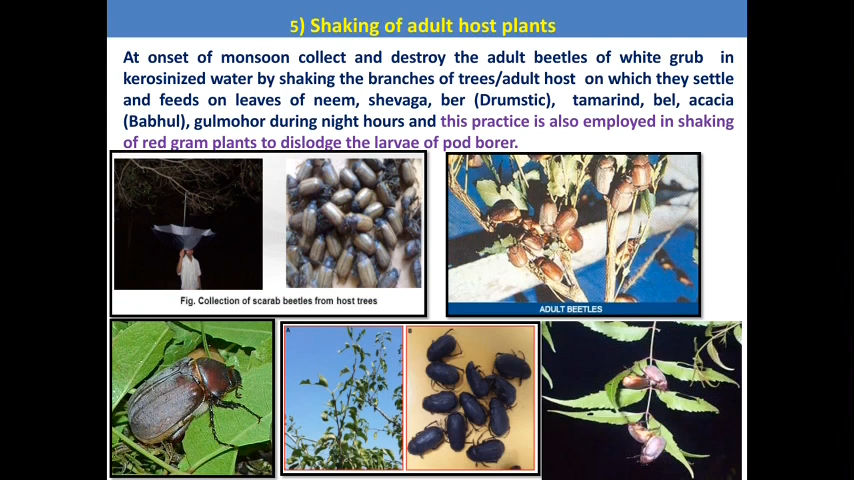 5) Shaking of adult host plants
At onset of monsoon collect and destroy the adult beetles of white grub in
kerosinized water by shaking the branches of trees/adult host on which they settle
and feeds on leaves of neem, shevaga, ber (Drumstic), tamarind, bel, acacia
(Babhul), gulmohor during night hours and this practice is also employed in shaking
of red gram plants to dislodge the larvae of pod borer.
Fig. Collection of scarab beetles from host trees
ADULT BEETLES
A
B